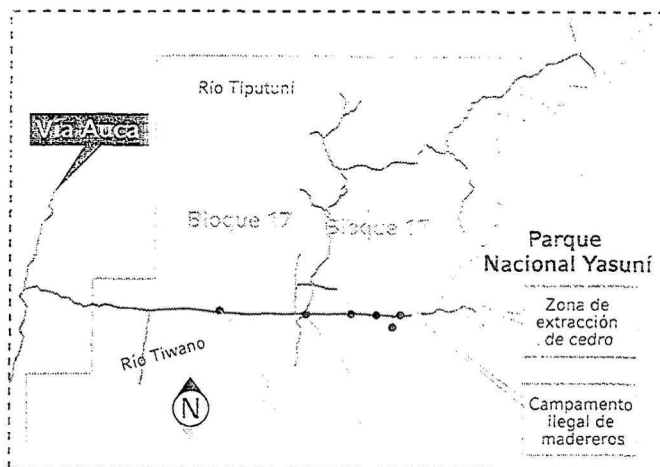 Río Tiputuni
Vía Auca
Bloque 17
Bloque 17
Parque
Nacional Yasuní
Zona de
extracción
de cedro
Río Tiwano
N
Campamento
ilegal de
madereros